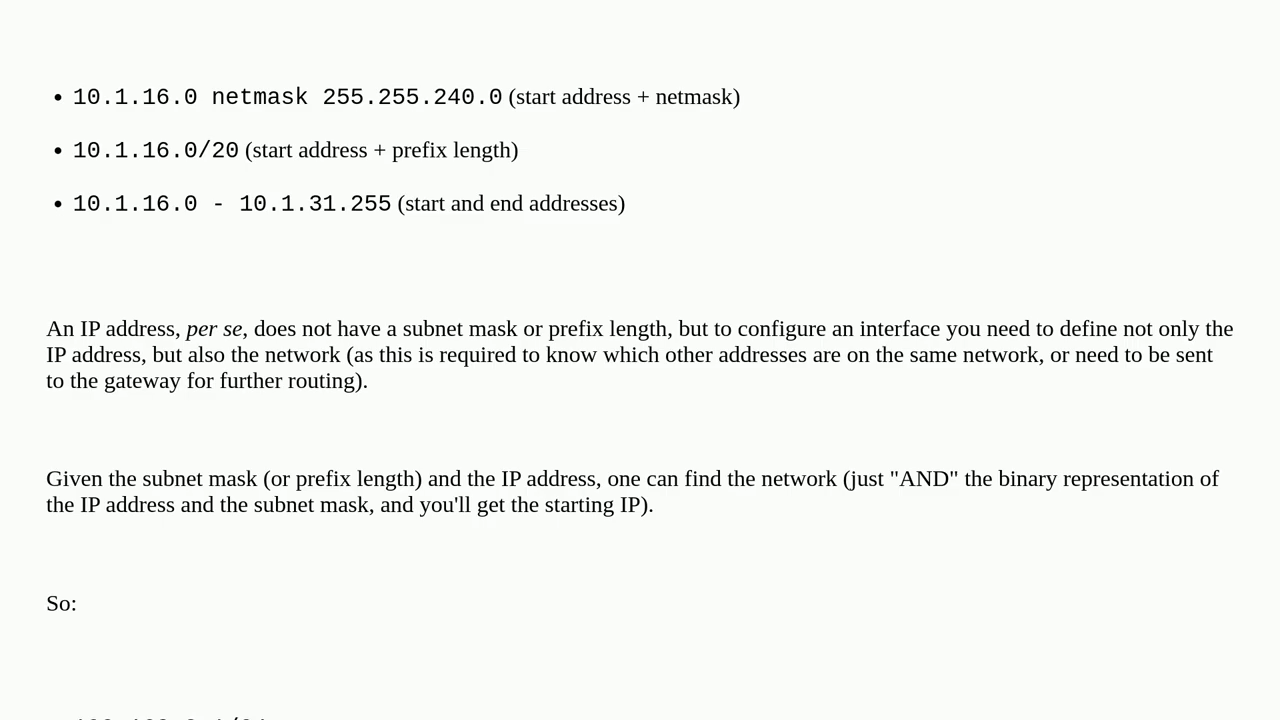 • 10.1.16.0 netmask 255.255.240.0 (start address + netmask)
• 10.1.16.0/20 (start address + prefix length)
• 10.1.16.0 - 10.1.31.255 (start and end addresses)
An IP address, per se, does not have a subnet mask or prefix length, but to configure an interface you need to define not only the
IP address, but also the network (as this is required to know which other addresses are on the same network, or need to be sent
to the gateway for further routing).
Given the subnet mask (or prefix length) and the IP address, one can find the network (just "AND" the binary representation of
the IP address and the subnet mask, and you'll get the starting IP).
So: